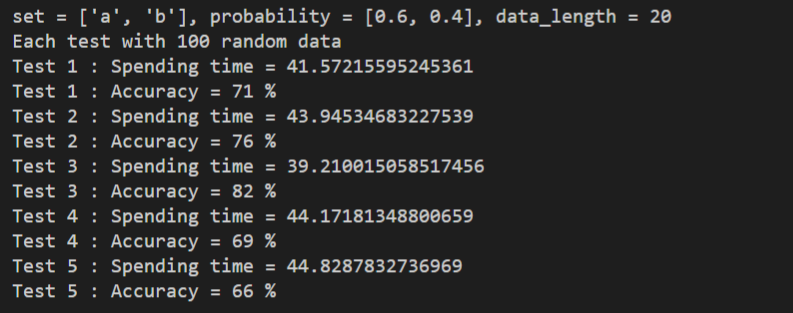 set = ['a', 'b'], probability = [0.6, 0.4], data_length = 20
Each test with 100 random data
Test 1 : Spending time = 41.57215595245361
Test 1 : Accuracy = 71 %
Test 2 : Spending time = 43.94534683227539
Test 2 : Accuracy = 76 %
Test 3 : Spending time = 39.210015058517456
Test 3 : Accuracy = 82 %
Test 4 : Spending time = 44.17181348800659
Test 4 : Accuracy = 69 %
Test 5 : Spending time = 44.8287832736969
Test 5 : Accuracy = 66 %